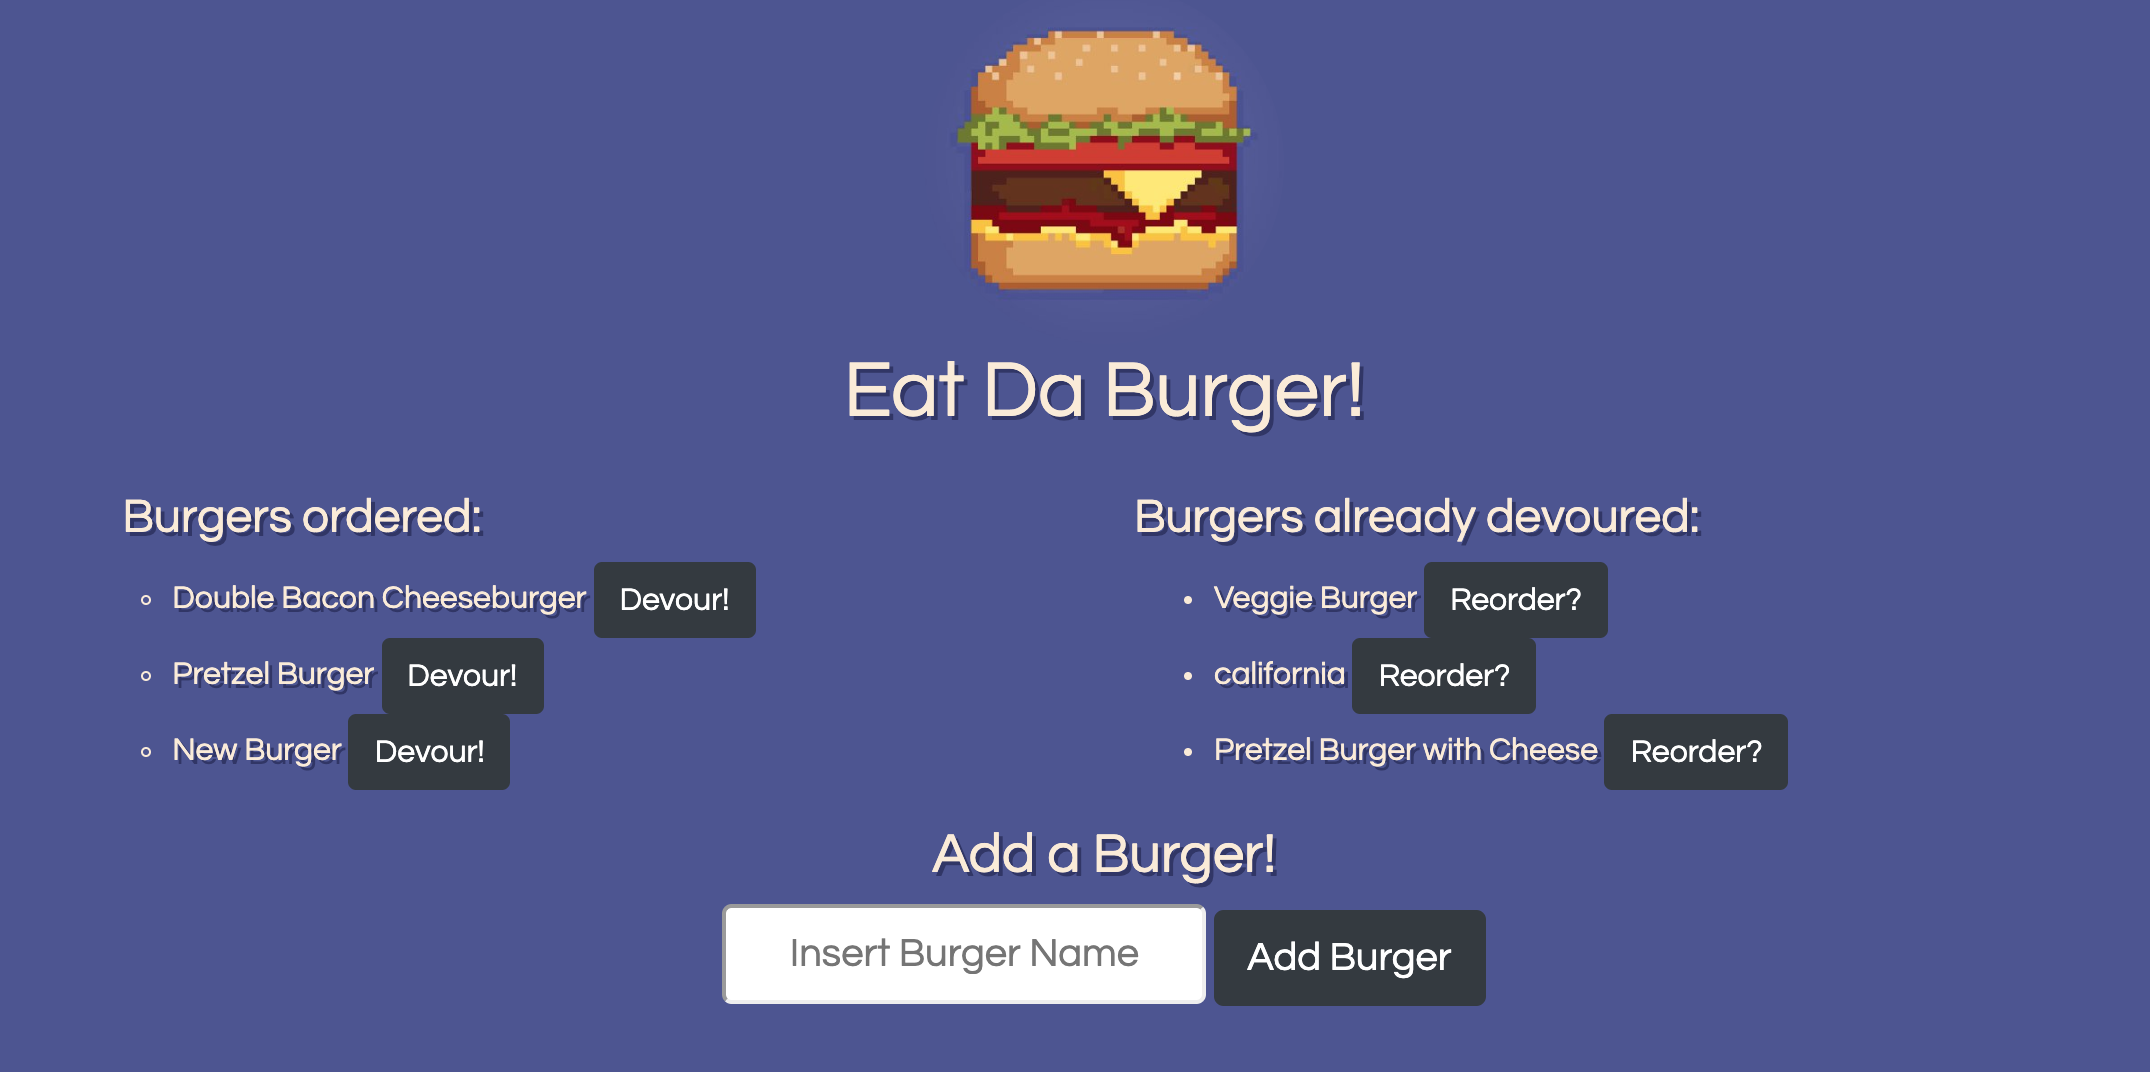 Eat Da Burger!
Burgers ordered:
Double Bacon Cheeseburger Devour!
Pretzel Burger Devour!
New Burger Devour!
Burgers already devoured:
Veggie Burger Reorder?
california Reorder?
Pretzel Burger with Cheese Reorder?
Add a Burger!
Insert Burger Name Add Burger